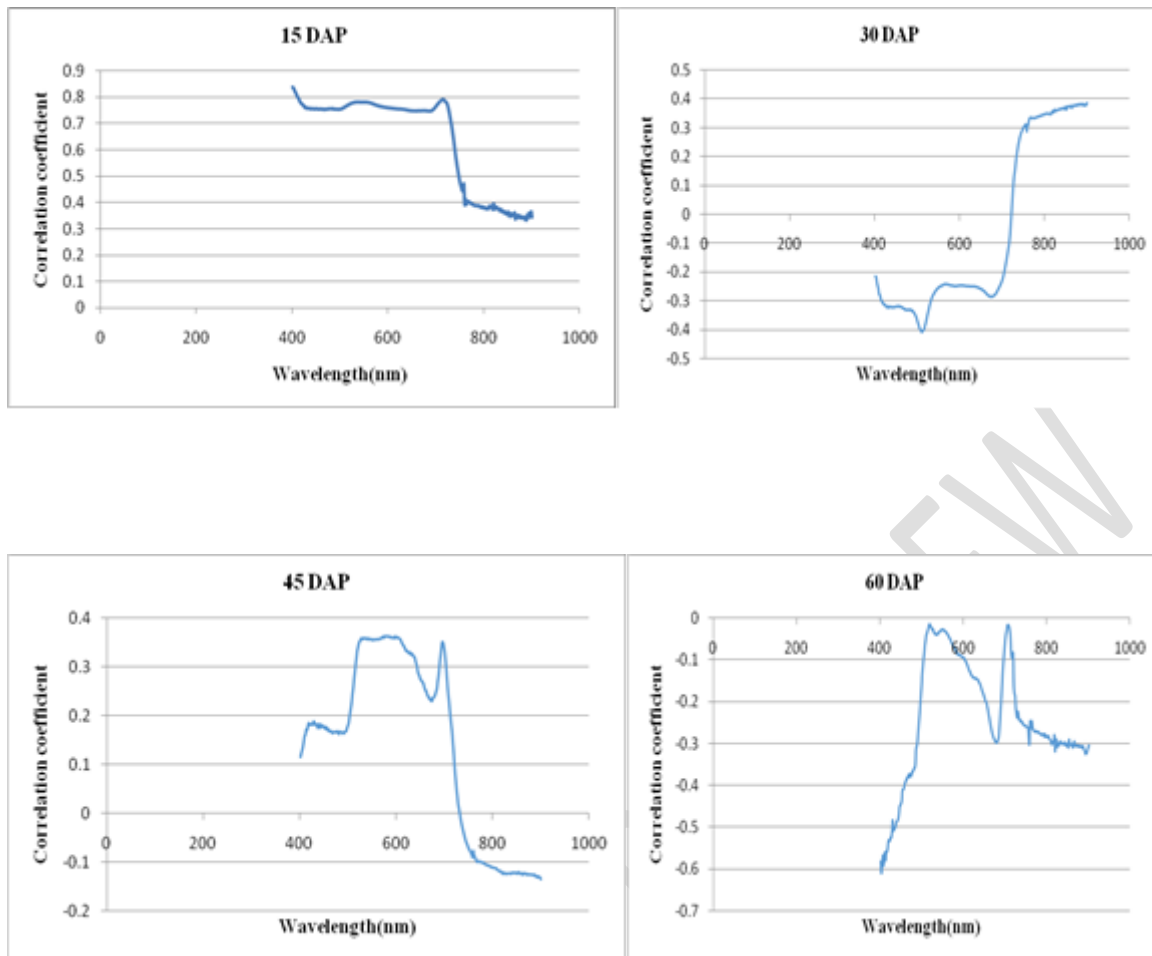 15 DAP
Correlation coefficient
0.9
0.8
0.7
0.6
0.5
0.4
0.3
0.2
0.1
0
0 200 400 600 800 1000
Wavelength(nm)
30 DAP
Correlation coefficient
0.5
0.4
0.3
0.2
0.1
0
-0.1
-0.2
-0.3
-0.4
-0.5
0 200 400 600 800 1000
Wavelength(nm)
45 DAP
Correlation coefficient
0.4
0.3
0.2
0.1
0
-0.1
-0.2
0 200 400 600 800 1000
Wavelength(nm)
60 DAP
Correlation coefficient
0
-0.1
-0.2
-0.3
-0.4
-0.5
-0.6
-0.7
0 200 400 600 800 1000
Wavelength(nm)